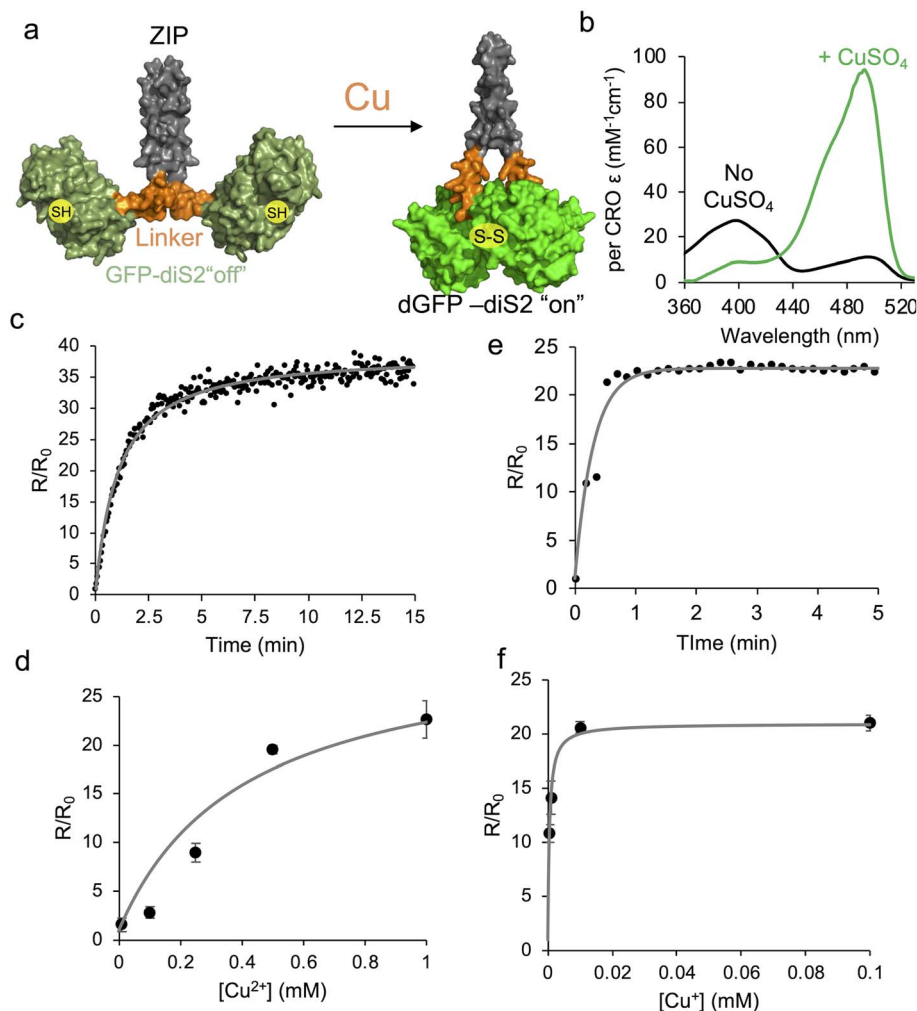 a
ZIP
Cu
SH
SH
Linker
GFP-diS2“off”
S-S
dGFP –diS2 “on”
b
+ CuSO₄
No
CuSO₄
100
80
60
40
20
0
per CRO ε (mM⁻¹cm⁻¹)
360 400 440 480 520
Wavelength (nm)
c
40
35
30
25
20
15
10
5
0
R/R₀
0 2.5 5 7.5 10 12.5 15
Time (min)
e
25
20
15
10
5
0
R/R₀
0 1 2 3 4 5
TIme (min)
d
25
20
15
10
5
0
R/R₀
0 0.2 0.4 0.6 0.8 1
[Cu²⁺] (mM)
f
25
20
15
10
5
0
R/R₀
0 0.02 0.04 0.06 0.08 0.1
[Cu⁺] (mM)